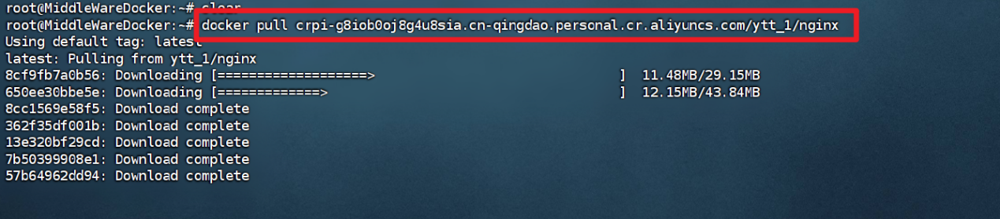 root@MiddleWareDocker:~# clear
root@MiddleWareDocker:~# docker pull crpi-g8iob0oj8g4u8sia.cn-qingdao.personal.cr.aliyuncs.com/ytt_1/nginx
Using default tag: latest
latest: Pulling from ytt_1/nginx
8cf9fb7a0b56: Downloading [===================>                               ]  11.48MB/29.15MB
650ee30bbe5e: Downloading [=============>                                     ]  12.15MB/43.84MB
8cc1569e58f5: Download complete
362f35df001b: Download complete
13e320bf29cd: Download complete
7b50399908e1: Download complete
57b64962dd94: Download complete